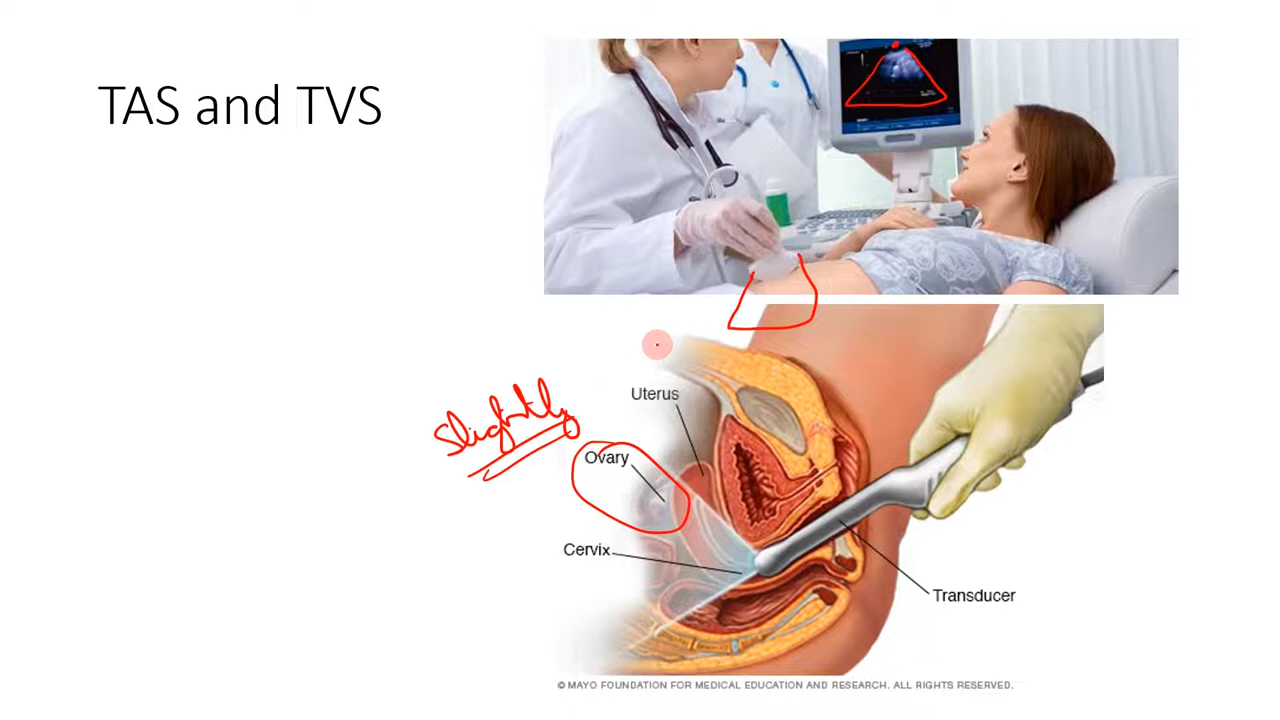 TAS and TVS
Uterus
Slightly
Ovary
Cervix
Transducer
© MAYO FOUNDATION FOR MEDICAL EDUCATION AND RESEARCH. ALL RIGHTS RESERVED.